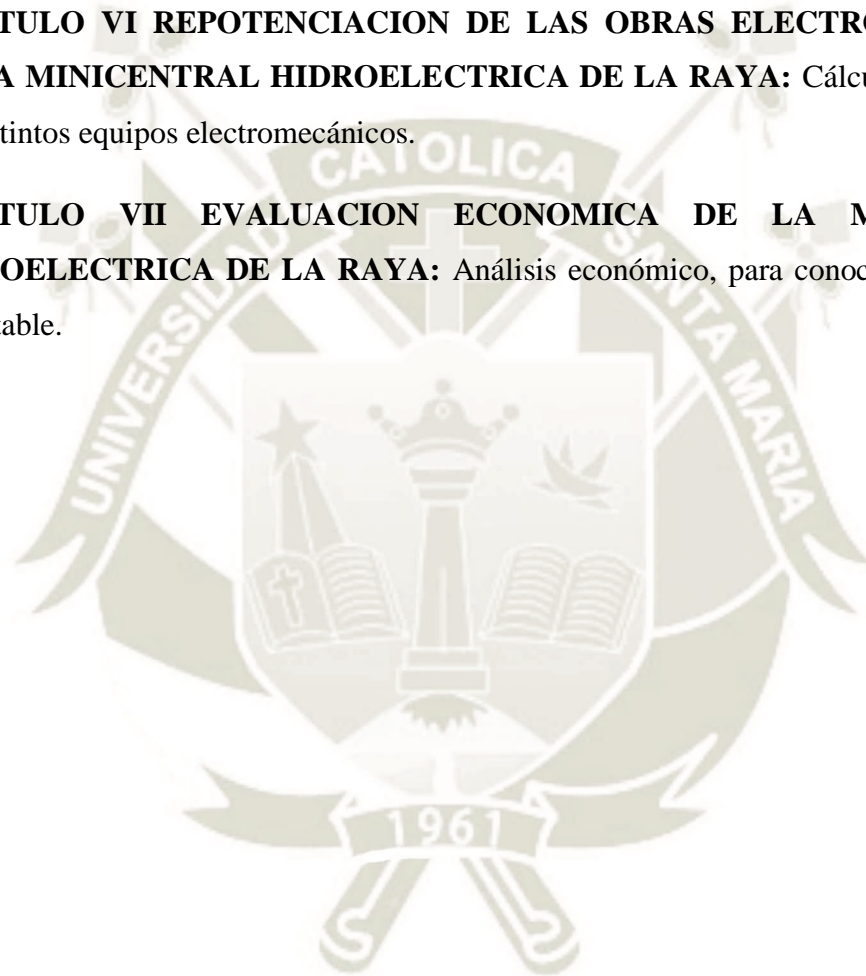 TULO VI REPOTENCIACION DE LAS OBRAS ELECTRO
A MINICENTRAL HIDROELECTRICA DE LA RAYA: Cálcu
tintos equipos electromecánicos.
TULO VII EVALUACION ECONOMICA DE LA M
OELECTRICA DE LA RAYA: Análisis económico, para conoc
able.
UNIVERSIDAD CATOLICA SANTA MARIA
1961